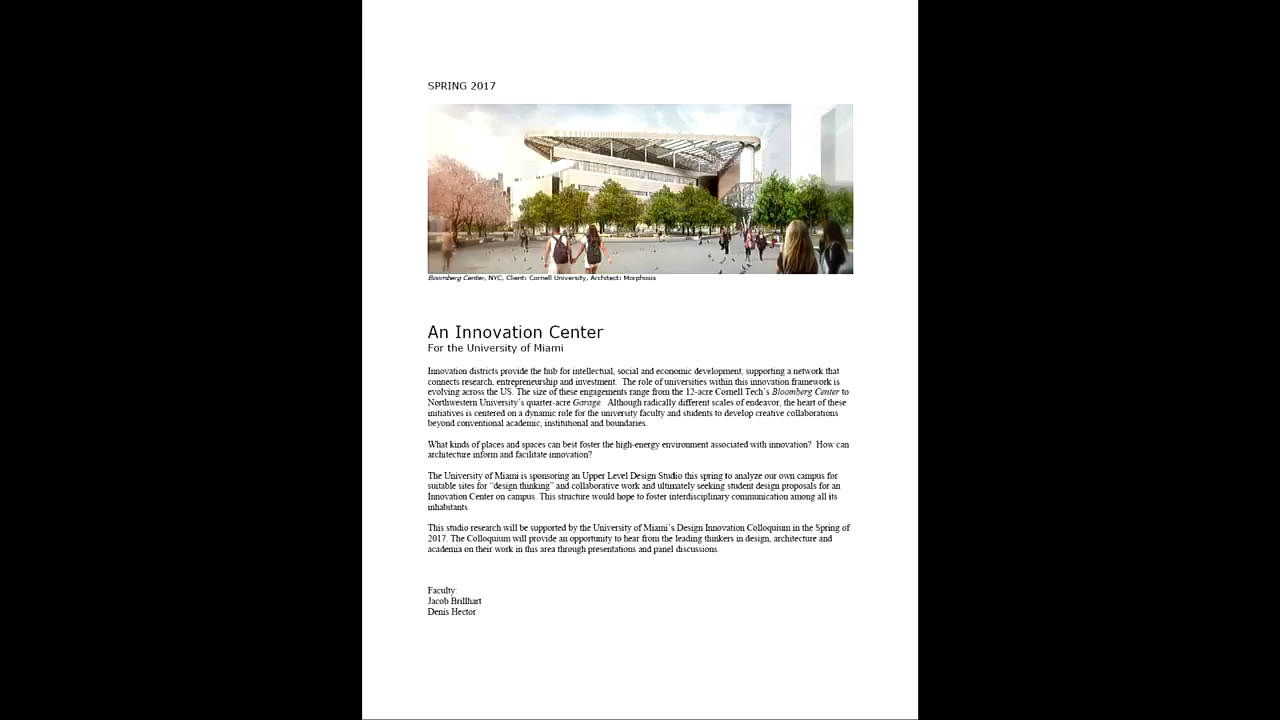 SPRING 2017
Bloomberg Center, NYC, Client: Cornell University, Architect: Morphosis
An Innovation Center
For the University of Miami
Innovation districts provide the hub for intellectual, social and economic development, supporting a network that
connects research, entrepreneurship and investment.  The role of universities within this innovation framework is
evolving across the US. The size of these engagements range from the 12-acre Cornell Tech’s Bloomberg Center to
Northwestern University’s quarter-acre Garage.  Although radically different scales of endeavor, the heart of these
initiatives is centered on a dynamic role for the university faculty and students to develop creative collaborations
beyond conventional academic, institutional and boundaries.
What kinds of places and spaces can best foster the high-energy environment associated with innovation?  How can
architecture inform and facilitate innovation?
The University of Miami is sponsoring an Upper Level Design Studio this spring to analyze our own campus for
suitable sites for “design thinking” and collaborative work and ultimately seeking student design proposals for an
Innovation Center on campus. This structure would hope to foster interdisciplinary communication among all its
inhabitants.
This studio research will be supported by the University of Miami’s Design Innovation Colloquium in the Spring of
2017. The Colloquium will provide an opportunity to hear from the leading thinkers in design, architecture and
academia on their work in this area through presentations and panel discussions.
Faculty:
Jacob Brillhart
Denis Hector